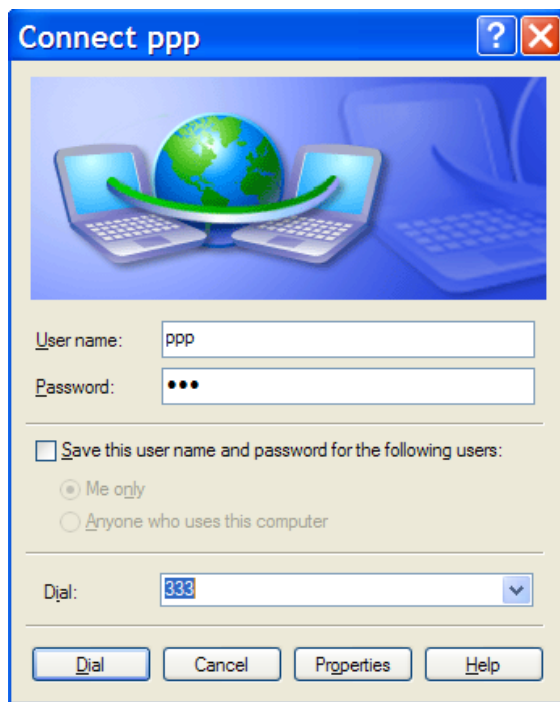 Connect ppp
User name: ppp
Password: •••
Save this user name and password for the following users:
Me only
Anyone who uses this computer
Dial: 333
Dial Cancel Properties Help